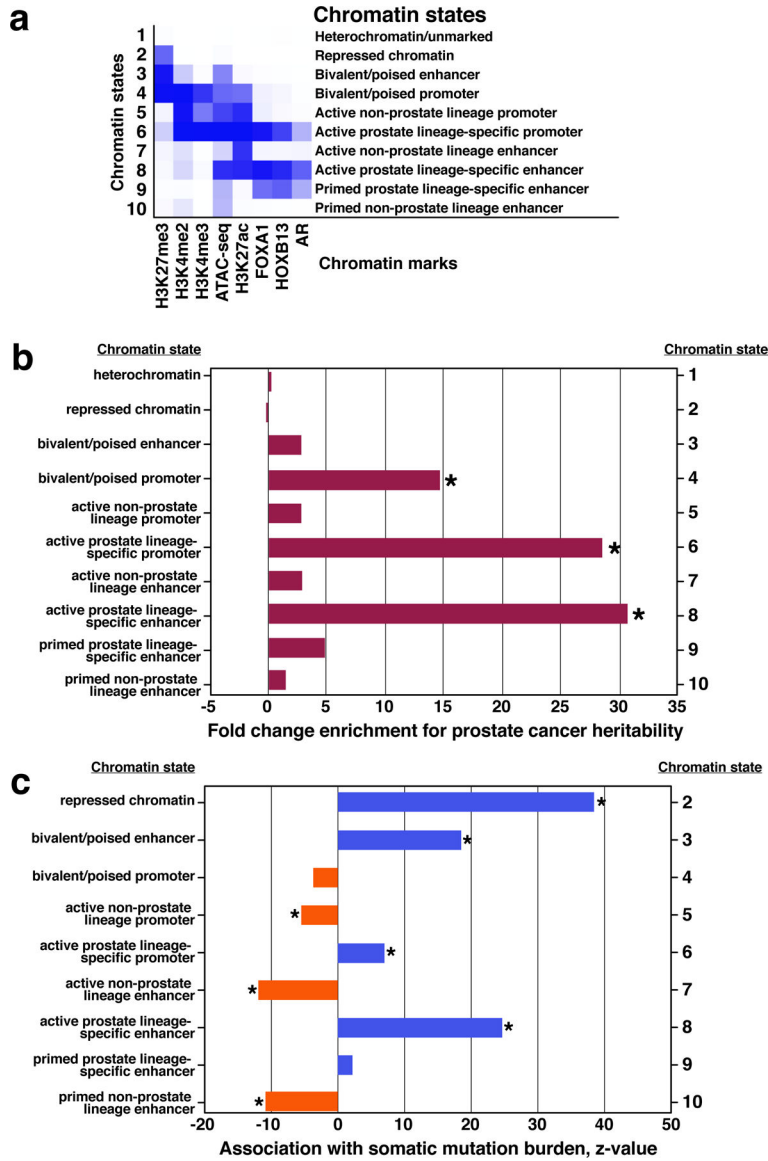 a
Chromatin states
Chromatin states
1 Heterochromatin/unmarked
2 Repressed chromatin
3 Bivalent/poised enhancer
4 Bivalent/poised promoter
5 Active non-prostate lineage promoter
6 Active prostate lineage-specific promoter
7 Active non-prostate lineage enhancer
8 Active prostate lineage-specific enhancer
9 Primed prostate lineage-specific enhancer
10 Primed non-prostate lineage enhancer
H3K27me3
H3K4me2
H3K4me3
ATAC-seq
H3K27ac
FOXA1
HOXB13
AR
Chromatin marks
b
Chromatin state Chromatin state
heterochromatin 1
repressed chromatin 2
bivalent/poised enhancer 3
bivalent/poised promoter * 4
active non-prostate
lineage promoter 5
active prostate lineage-
specific promoter * 6
active non-prostate
lineage enhancer 7
active prostate lineage-
specific enhancer * 8
primed prostate lineage-
specific enhancer 9
primed non-prostate
lineage enhancer 10
-5 0 5 10 15 20 25 30 35
Fold change enrichment for prostate cancer heritability
c
Chromatin state Chromatin state
repressed chromatin * 2
bivalent/poised enhancer * 3
bivalent/poised promoter 4
active non-prostate
lineage promoter * 5
active prostate lineage-
specific promoter * 6
active non-prostate
lineage enhancer * 7
active prostate lineage-
specific enhancer * 8
primed prostate lineage-
specific enhancer 9
primed non-prostate
lineage enhancer * 10
-20 -10 0 10 20 30 40 50
Association with somatic mutation burden, z-value